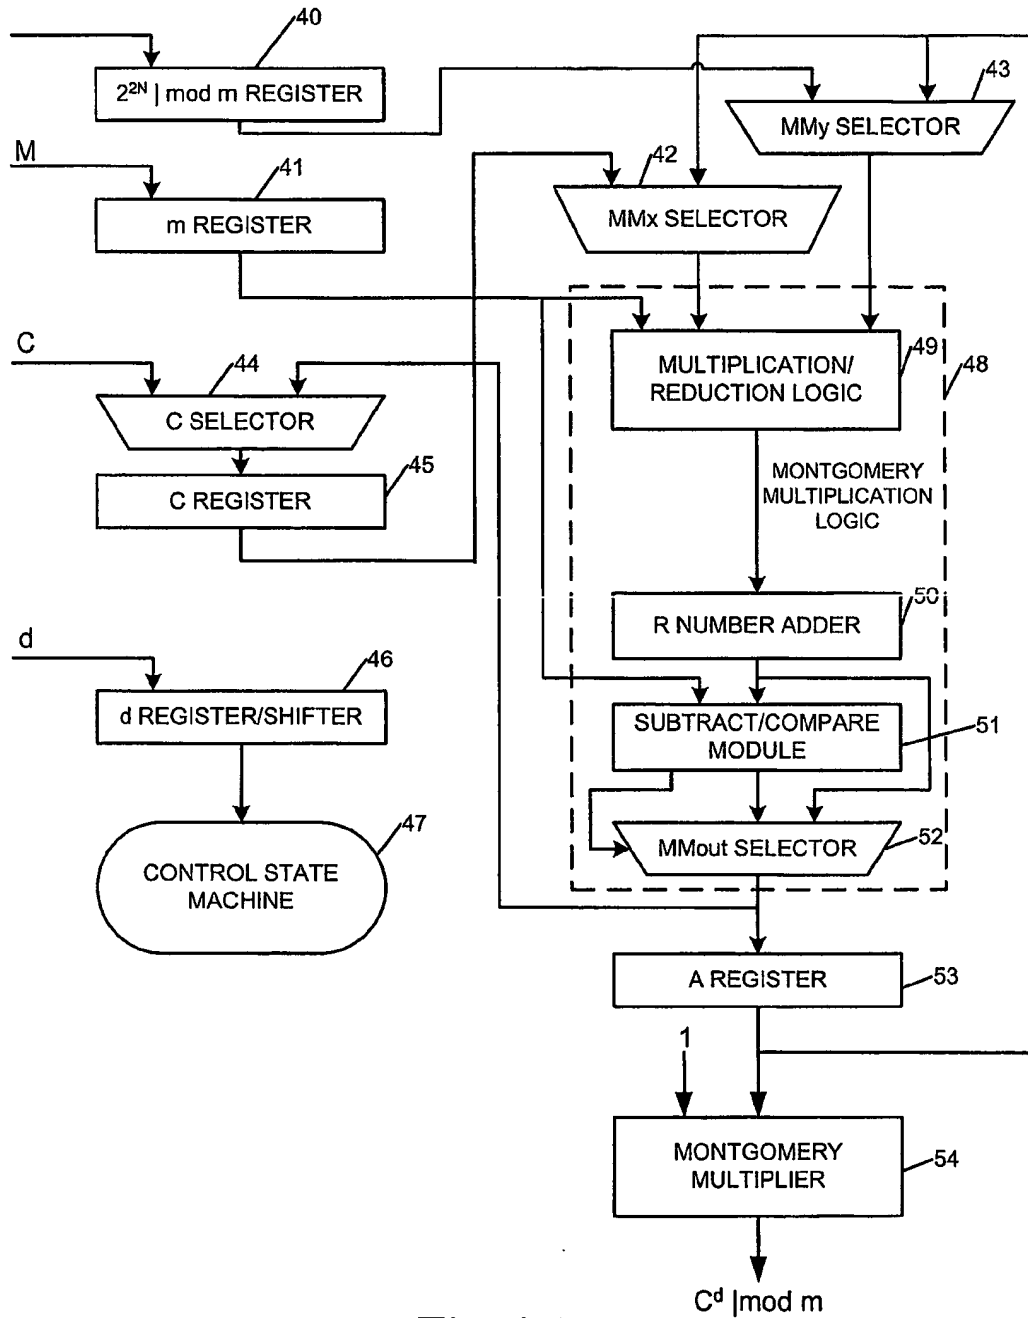 40
2^2N | mod m REGISTER
43
MMy SELECTOR
M
41
m REGISTER
42
MMx SELECTOR
C
44
C SELECTOR
45
C REGISTER
49
48
MULTIPLICATION/
REDUCTION LOGIC
MONTGOMERY
MULTIPLICATION
LOGIC
50
R NUMBER ADDER
d
46
d REGISTER/SHIFTER
51
SUBTRACT/COMPARE
MODULE
47
CONTROL STATE
MACHINE
52
MMout SELECTOR
53
A REGISTER
1
54
MONTGOMERY
MULTIPLIER
C^d |mod m